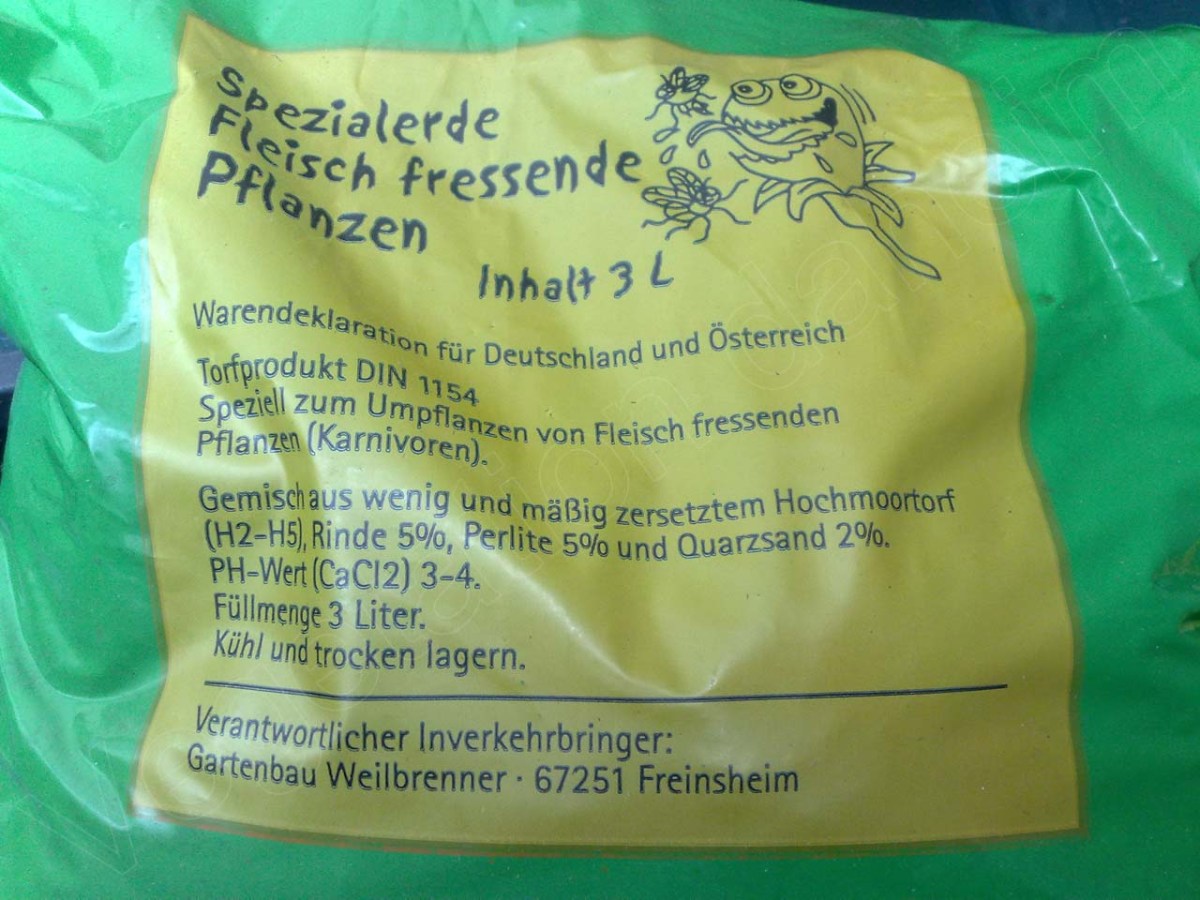 Spezialerde
Fleisch fressende
Pflanzen
Inhalt 3 L
Warendeklaration für Deutschland und Österreich
Torfprodukt DIN 1154
Speziell zum Umpflanzen von Fleisch fressenden
Pflanzen (Karnivoren).
Gemisch aus wenig und mäßig zersetztem Hochmoortorf
(H2-H5), Rinde 5%, Perlite 5% und Quarzsand 2%.
PH-Wert (CaCl2) 3-4.
Füllmenge 3 Liter.
Kühl und trocken lagern.
Verantwortlicher Inverkehrbringer:
Gartenbau Weilbrenner · 67251 Freinsheim